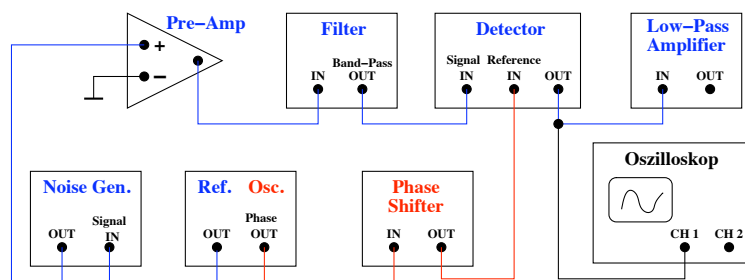 Pre-Amp
+
-
Filter
Band-Pass
IN OUT
Detector
Signal Reference
IN IN OUT
Low-Pass
Amplifier
IN OUT
Noise Gen.
Signal
OUT IN
Ref. Osc.
Phase
OUT OUT
Phase
Shifter
IN OUT
Oszilloskop
CH 1 CH 2